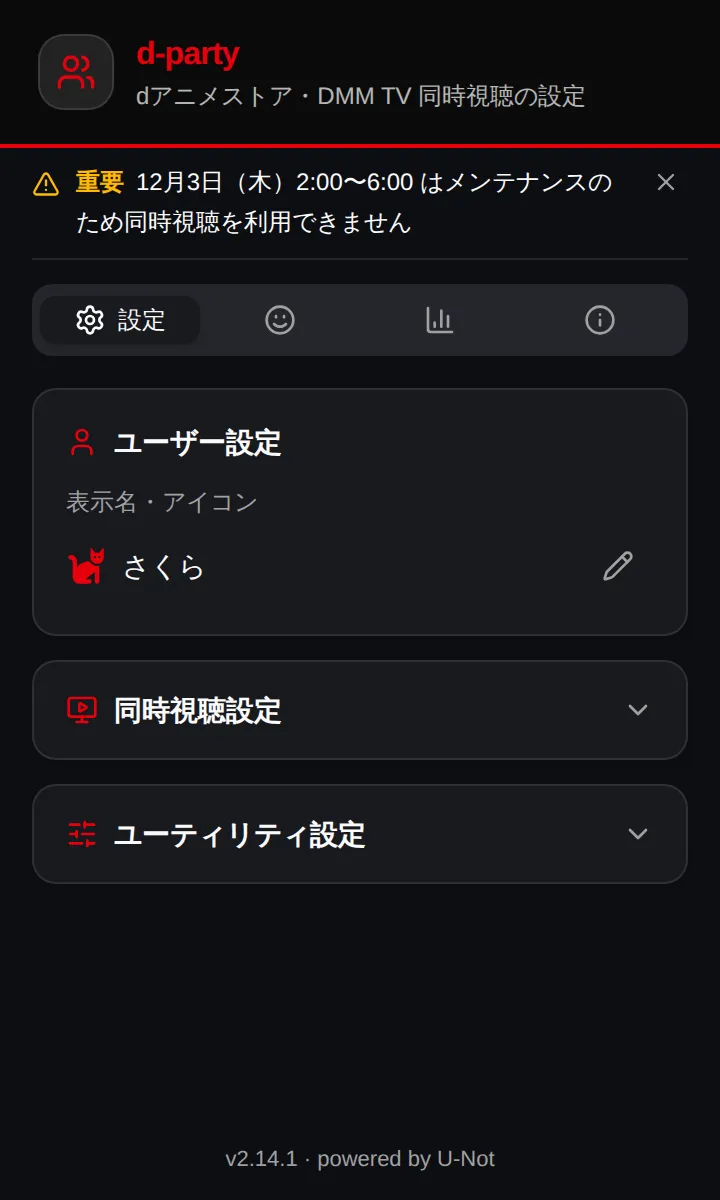 d-party
dアニメストア・DMM TV 同時視聴の設定
重要 12月3日（木）2:00〜6:00 はメンテナンスの
ため同時視聴を利用できません
設定
ユーザー設定
表示名・アイコン
さくら
同時視聴設定
ユーティリティ設定
v2.14.1 · powered by U-Not